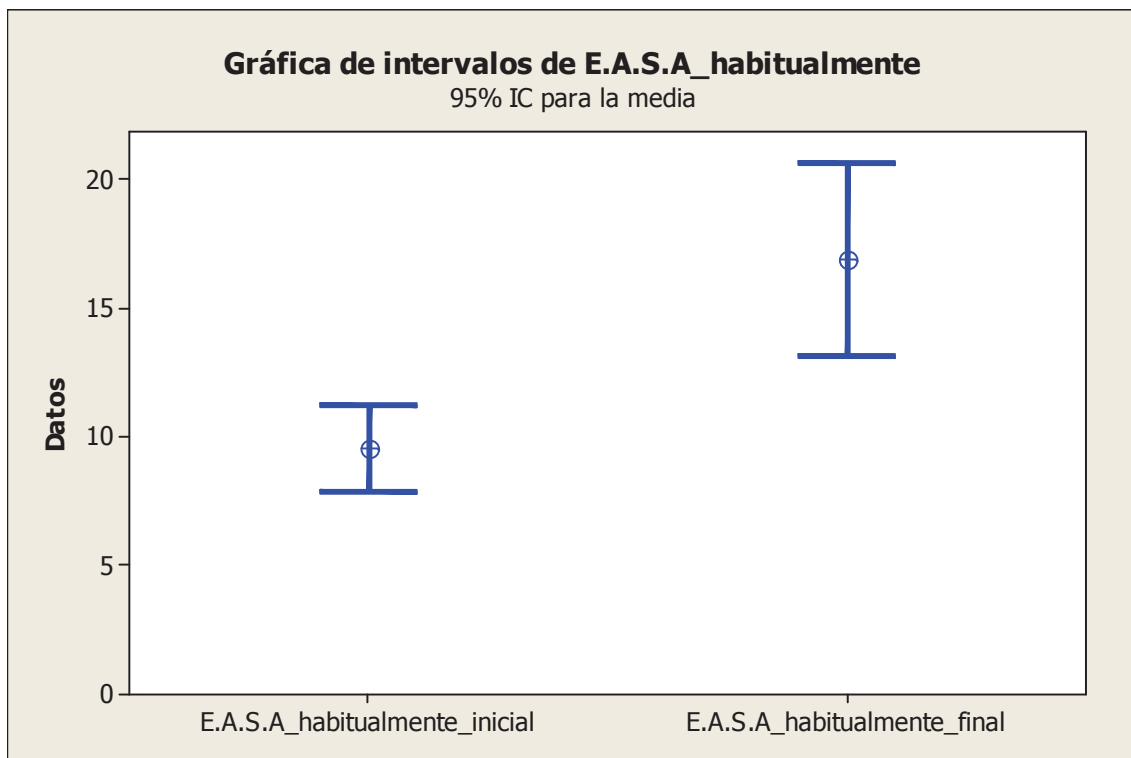 Gráfica de intervalos de E.A.S.A_habitualmente
95% IC para la media
Datos
20
15
10
5
0
E.A.S.A_habitualmente_inicial
E.A.S.A_habitualmente_final